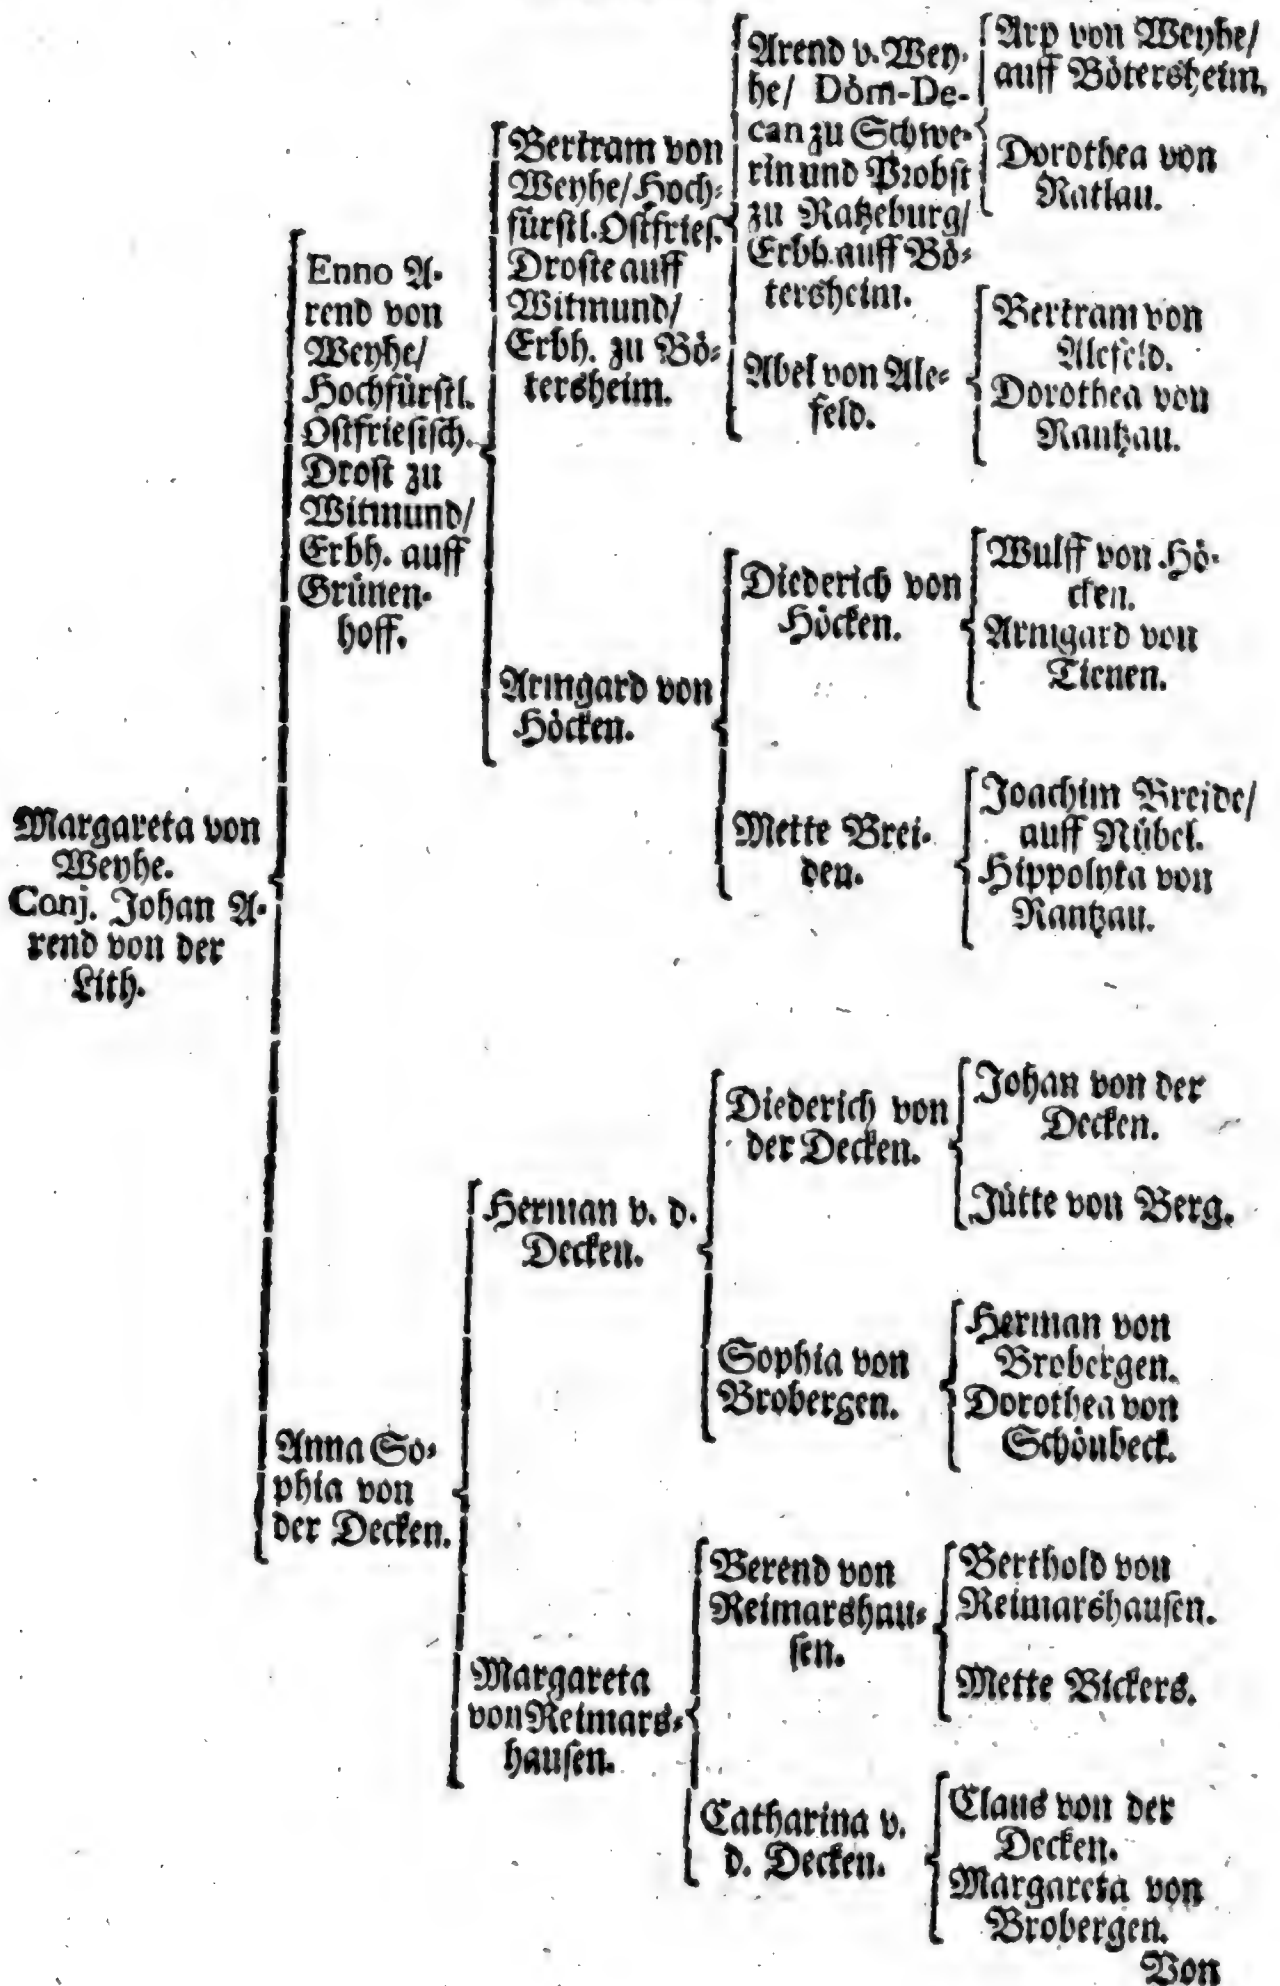 Margareta von
Weyhe.
Conj. Johan A-
rend von der
Lith.
Enno A-
rend von
Weyhe/
Hochfürstl.
Ostfriesisch.
Drost zu
Witmund/
Erbh. auff
Grünen-
hoff.
Anna So-
phia von
der Decken.
Bertram von
Weyhe/ Hoch-
fürstl. Ostfries.
Droste auff
Witmund/
Erbh. zu Bö-
tersheim.
Armgard von
Höcken.
Herman v. d.
Decken.
Margareta
von Reimars-
hausen.
Arend v. Wey-
he/ Dòm-De-
can zu Schwe-
rin und Probst
zu Ratzeburg/
Erbh. auff Bö-
tersheim.
Abel von Ale-
feld.
Diederich von
Höcken.
Mette Brei-
den.
Diederich von
der Decken.
Sophia von
Brobergen.
Berend von
Reimarshau-
sen.
Catharina v.
d. Decken.
Arp von Weyhe/
auff Bötersheim.
Dorothea von
Ratlau.
Bertram von
Alefeld.
Dorothea von
Rantzau.
Wulff von Hö-
cken.
Armgard von
Tienen.
Joachim Breide/
auff Nübel.
Hippolyta von
Rantzau.
Johan von der
Decken.
Jütte von Berg.
Herman von
Brobergen.
Dorothea von
Schönbeck.
Berthold von
Reimarshausen.
Mette Bickers.
Claus von der
Decken.
Margareta von
Brobergen.
Von